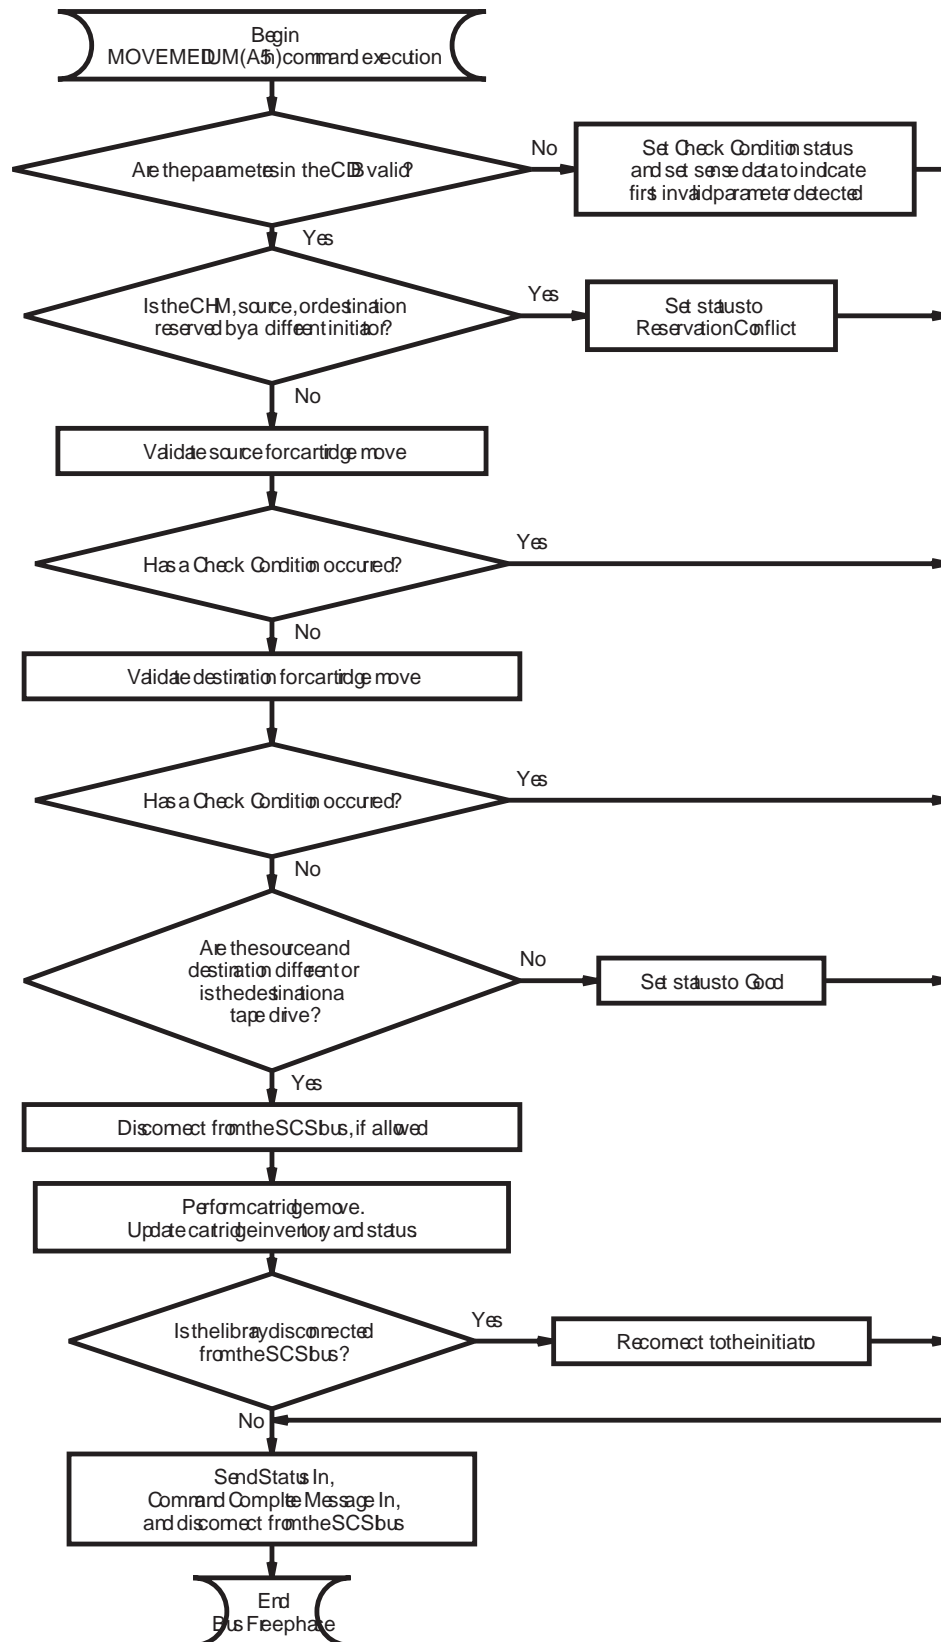 Begin
MOVE MEDIUM (A5h) command execution
Are the parameters in the CDB valid?
No
Set Check Condition status
and set sense data to indicate
first invalid parameter detected
Yes
Is the CHM, source, or destination
reserved by a different initiator?
Yes
Set status to
Reservation Conflict
No
Validate source for cartridge move
Has a Check Condition occurred?
Yes
No
Validate destination for cartridge move
Has a Check Condition occurred?
Yes
No
Are the source and
destination different or
is the destination a
tape drive?
No
Set status to Good
Yes
Disconnect from the SCSI bus, if allowed
Perform cartridge move.
Update cartridge inventory and status.
Is the library disconnected
from the SCSI bus?
Yes
Reconnect to the initiator
No
Send Status In,
Command Complete Message In,
and disconnect from the SCSI bus
End
Bus Free phase